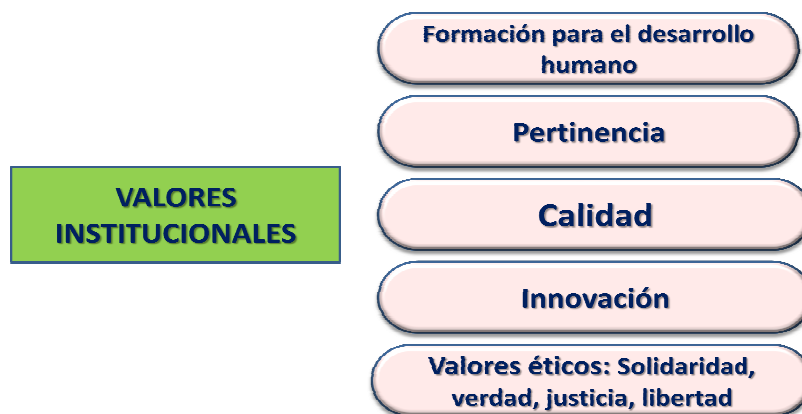 VALORES
INSTITUCIONALES
Formación para el desarrollo
humano
Pertinencia
Calidad
Innovación
Valores éticos: Solidaridad,
verdad, justicia, libertad